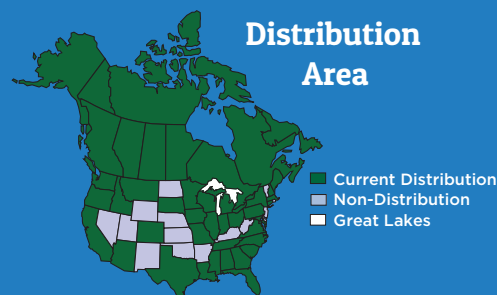 Distribution
Area
Current Distribution
Non-Distribution
Great Lakes